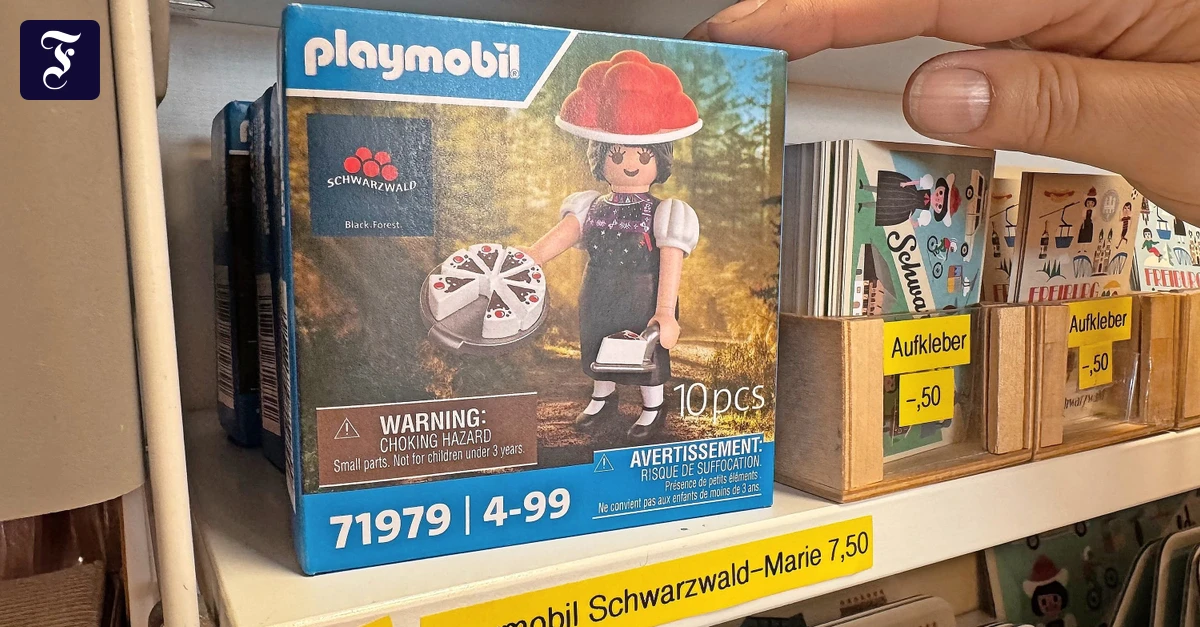 F
playmobil
SCHWARZWALD
Black.Forest.
10pcs
WARNING:
CHOKING HAZARD
Small parts. Not for children under 3 years.
AVERTISSEMENT:
RISQUE DE SUFFOCATION.
Présence de petits éléments.
Ne convient pas aux enfants de moins de 3 ans.
71979 | 4-99
mobil Schwarzwald-Marie 7,50
Schwa
FREIBURG
FREIBURG
Aufkleber
-,50
Aufkleber
-,50